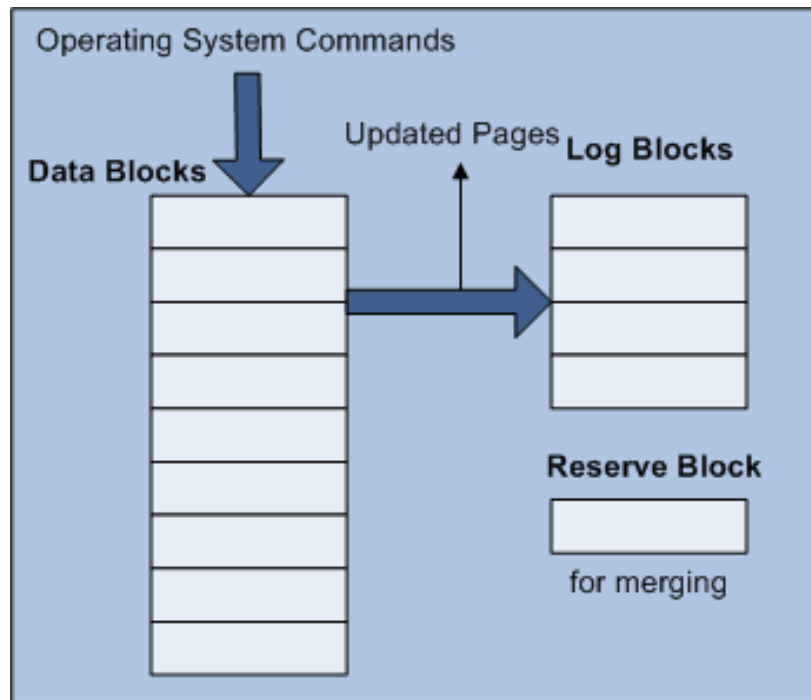 Operating System Commands
Updated Pages
Log Blocks
Data Blocks
Reserve Block
for merging